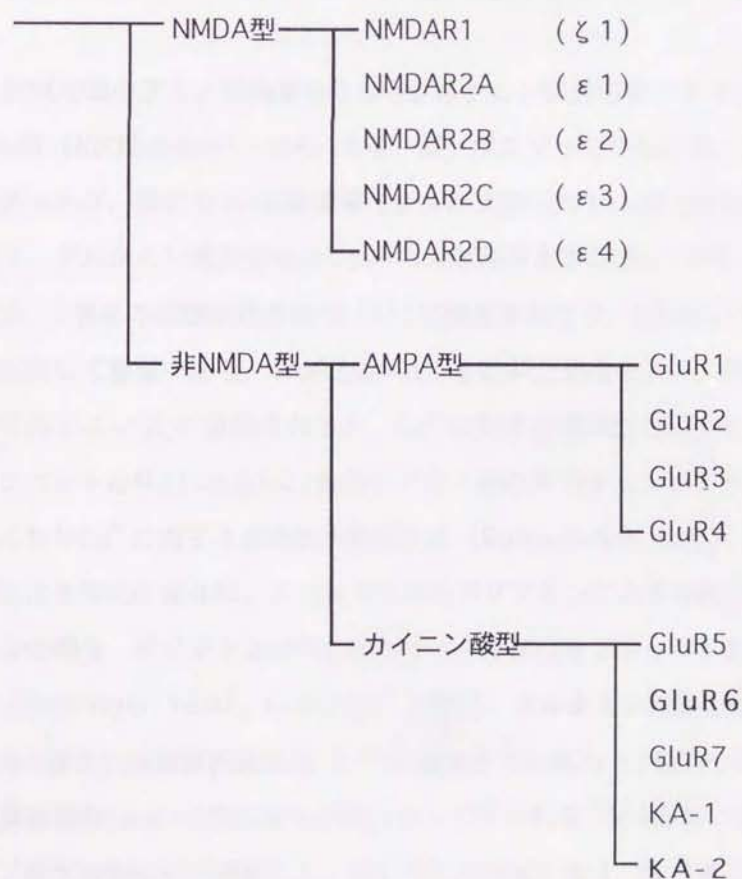 NMDA型 NMDAR1 (ζ1)
NMDAR2A (ε1)
NMDAR2B (ε2)
NMDAR2C (ε3)
NMDAR2D (ε4)
非NMDA型 AMPA型 GluR1
GluR2
GluR3
GluR4
カイニン酸型 GluR5
GluR6
GluR7
KA-1
KA-2